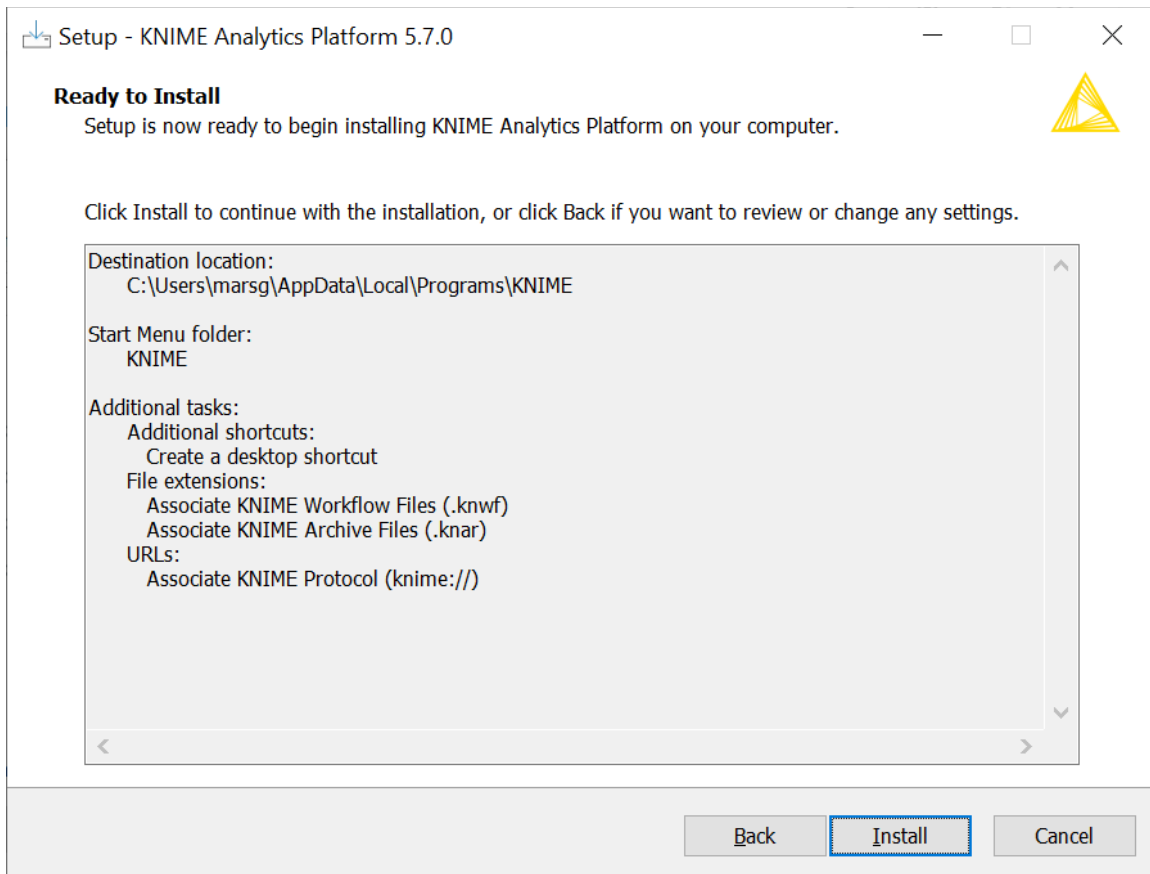 Setup - KNIME Analytics Platform 5.7.0
Ready to Install
Setup is now ready to begin installing KNIME Analytics Platform on your computer.
Click Install to continue with the installation, or click Back if you want to review or change any settings.
Destination location:
C:\Users\marsg\AppData\Local\Programs\KNIME
Start Menu folder:
KNIME
Additional tasks:
Additional shortcuts:
Create a desktop shortcut
File extensions:
Associate KNIME Workflow Files (.knwf)
Associate KNIME Archive Files (.knar)
URLs:
Associate KNIME Protocol (knime://)
Back Install Cancel